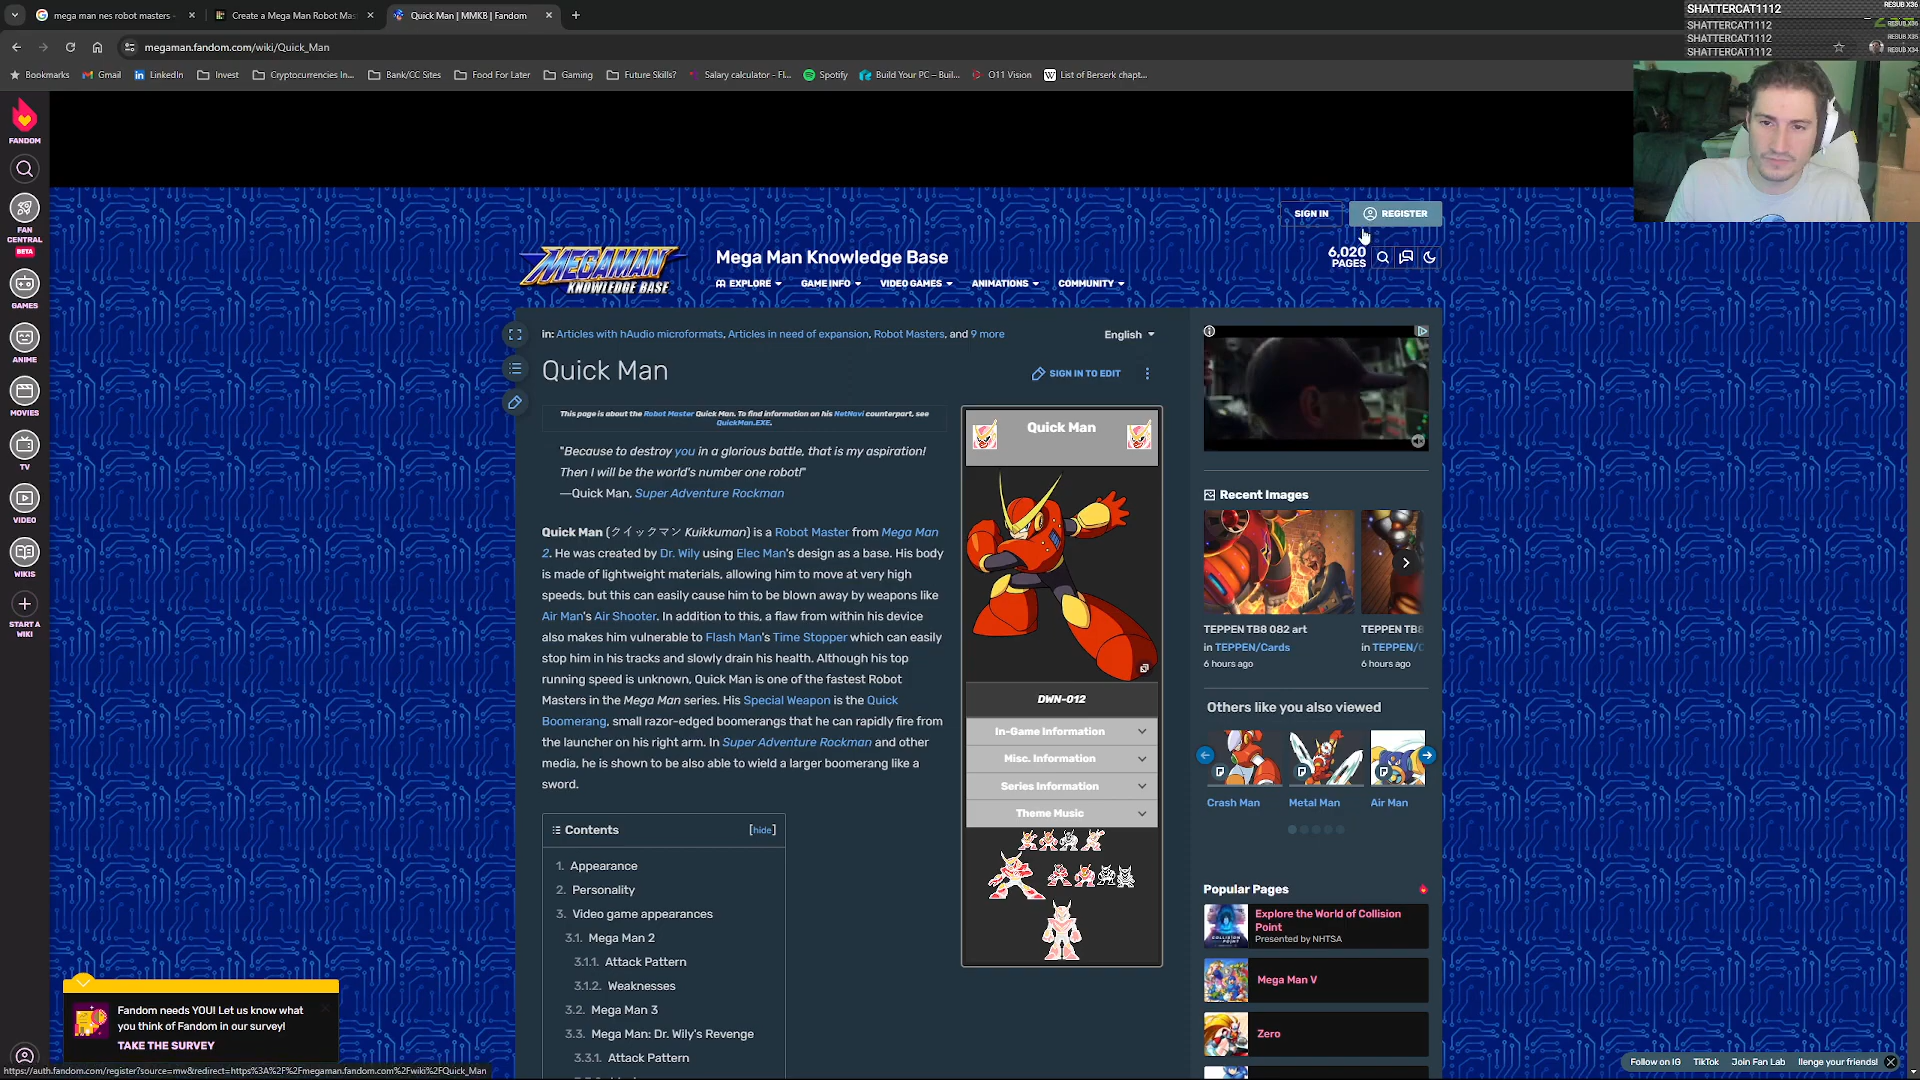 mega man nes robot masters -
Create a Mega Man Robot Mas
Quick Man | MMKB | Fandom
SHATTERCAT1112
RESUB X36
SHATTERCAT1112
SHATTERCAT1112
RESUB X35
SHATTERCAT1112
RESUB X34
megaman.fandom.com/wiki/Quick_Man
Bookmarks
Gmail
LinkedIn
Invest
Cryptocurrencies In...
Bank/CC Sites
Food For Later
Gaming
Future Skills?
Salary calculator - Fl...
Spotify
Build Your PC – Buil...
O11 Vision
List of Berserk chapt...
FANDOM
FAN
CENTRAL
BETA
GAMES
ANIME
MOVIES
TV
VIDEO
WIKIS
START A
WIKI
SIGN IN
REGISTER
MEGAMAN
KNOWLEDGE BASE
Mega Man Knowledge Base
6,020
PAGES
EXPLORE
GAME INFO
VIDEO GAMES
ANIMATIONS
COMMUNITY
in: Articles with hAudio microformats, Articles in need of expansion, Robot Masters, and 9 more
English
Quick Man
SIGN IN TO EDIT
This page is about the Robot Master Quick Man. To find information on his NetNavi counterpart, see
QuickMan.EXE.
"Because to destroy you in a glorious battle, that is my aspiration!
Then I will be the world's number one robot!"
—Quick Man, Super Adventure Rockman
Quick Man (クイックマン Kuikkuman) is a Robot Master from Mega Man
2. He was created by Dr. Wily using Elec Man's design as a base. His body
is made of lightweight materials, allowing him to move at very high
speeds, but this can easily cause him to be blown away by weapons like
Air Man's Air Shooter. In addition to this, a flaw from within his device
also makes him vulnerable to Flash Man's Time Stopper which can easily
stop him in his tracks and slowly drain his health. Although his top
running speed is unknown, Quick Man is one of the fastest Robot
Masters in the Mega Man series. His Special Weapon is the Quick
Boomerang, small razor-edged boomerangs that he can rapidly fire from
the launcher on his right arm. In Super Adventure Rockman and other
media, he is shown to be also able to wield a larger boomerang like a
sword.
Contents [hide]
1. Appearance
2. Personality
3. Video game appearances
3.1. Mega Man 2
3.1.1. Attack Pattern
3.1.2. Weaknesses
3.2. Mega Man 3
3.3. Mega Man: Dr. Wily's Revenge
3.3.1. Attack Pattern
Quick Man
DWN-012
In-Game Information
Misc. Information
Series Information
Theme Music
Recent Images
TEPPEN TB8 082 art
in TEPPEN/Cards
6 hours ago
TEPPEN TB8
in TEPPEN/C
6 hours ago
Others like you also viewed
Crash Man
Metal Man
Air Man
Popular Pages
Explore the World of Collision
Point
Presented by NHTSA
Mega Man V
Zero
Fandom needs YOU! Let us know what
you think of Fandom in our survey!
TAKE THE SURVEY
Follow on IG
TikTok
Join Fan Lab
llenge your friends!
https://auth.fandom.com/register?source=mw&redirect=https%3A%2F%2Fmegaman.fandom.com%2Fwiki%2FQuick_Man